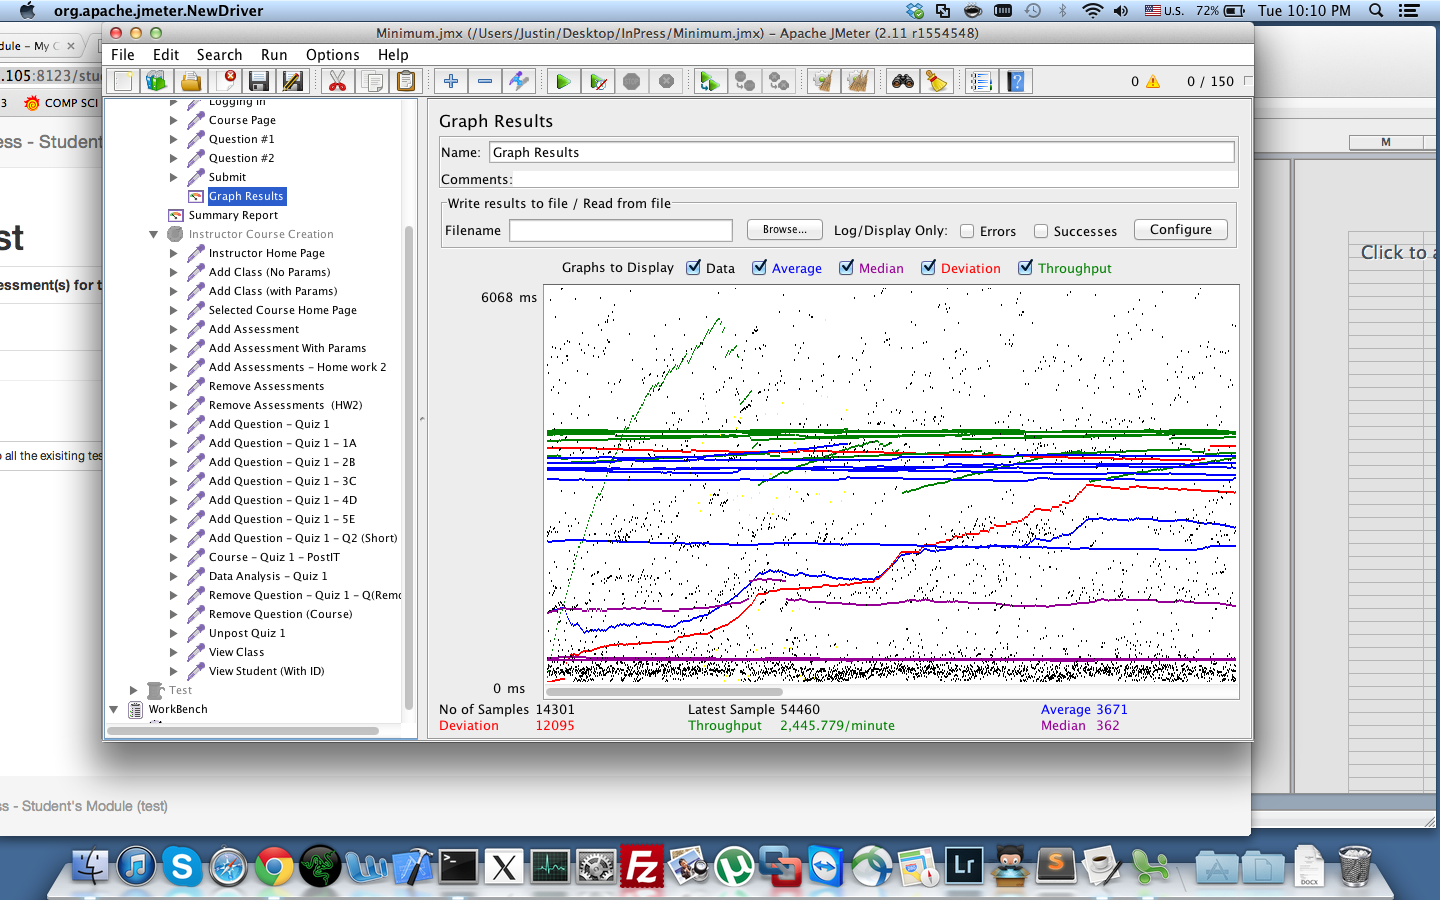 org.apache.jmeter.NewDriver
U.S. 72% Tue 10:10 PM
Minimum.jmx (/Users/Justin/Desktop/InPress/Minimum.jmx) – Apache JMeter (2.11 r1554548)
File Edit Search Run Options Help
0 0 / 150
dule – My C
.105:8123/stu
3 COMP SCI
ss - Student
st
ssessment(s) for t
o all the exisiting tes
ss - Student's Module (test)
Logging in
Course Page
Question #1
Question #2
Submit
Graph Results
Summary Report
Instructor Course Creation
Instructor Home Page
Add Class (No Params)
Add Class (with Params)
Selected Course Home Page
Add Assessment
Add Assessment With Params
Add Assessments – Home work 2
Remove Assessments
Remove Assessments (HW2)
Add Question – Quiz 1
Add Question – Quiz 1 – 1A
Add Question – Quiz 1 – 2B
Add Question – Quiz 1 – 3C
Add Question – Quiz 1 – 4D
Add Question – Quiz 1 – 5E
Add Question – Quiz 1 – Q2 (Short)
Course – Quiz 1 – PostIT
Data Analysis – Quiz 1
Remove Question – Quiz 1 – Q(Remo
Remove Question (Course)
Unpost Quiz 1
View Class
View Student (With ID)
Test
WorkBench
Graph Results
Name: Graph Results
Comments:
Write results to file / Read from file
Filename Browse... Log/Display Only: Errors Successes Configure
Graphs to Display Data Average Median Deviation Throughput
6068 ms
0 ms
No of Samples 14301 Latest Sample 54460 Average 3671
Deviation 12095 Throughput 2,445.779/minute Median 362
M
Click to a
X
Fz
Lr
S
DOCX